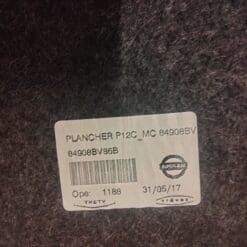 PLANCHER P12C_MC 84908BV
84908BV86B
Ope: 1188 31/05/17